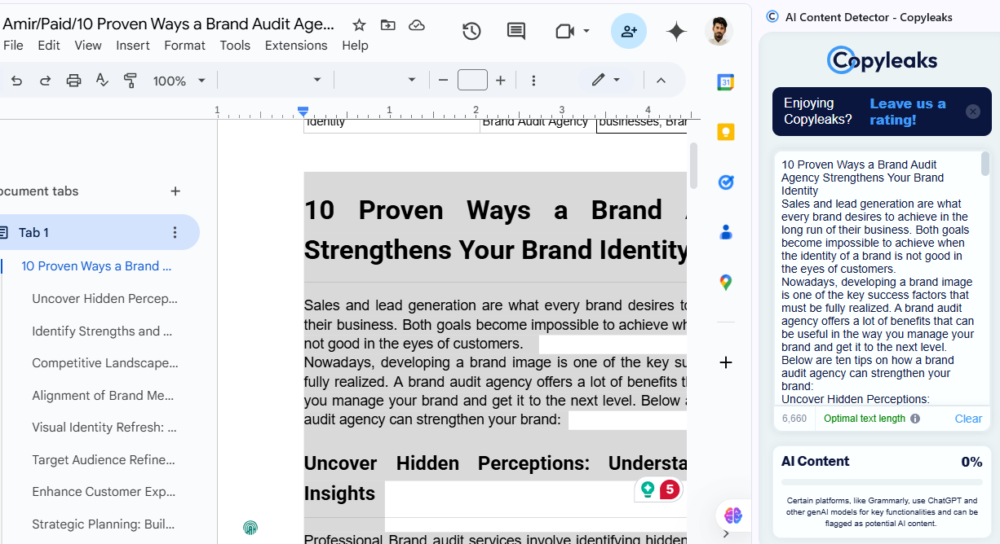 Amir/Paid/10 Proven Ways a Brand Audit Age...
File Edit View Insert Format Tools Extensions Help
100%
1 1 2 3 4
Identity Brand Audit Agency businesses, Bran
ocument tabs
Tab 1
10 Proven Ways a Brand ...
Uncover Hidden Percep...
Identify Strengths and ...
Competitive Landscape...
Alignment of Brand Me...
Visual Identity Refresh: ...
Target Audience Refine...
Enhance Customer Exp...
Strategic Planning: Buil...
10 Proven Ways a Brand
Strengthens Your Brand Identity
Sales and lead generation are what every brand desires to
their business. Both goals become impossible to achieve wh
not good in the eyes of customers.
Nowadays, developing a brand image is one of the key su
fully realized. A brand audit agency offers a lot of benefits t
you manage your brand and get it to the next level. Below
audit agency can strengthen your brand:
Uncover Hidden Perceptions: Understa
Insights
5
Professional Brand audit services involve identifying hidden
31
AI Content Detector - Copyleaks
Copyleaks
Enjoying
Copyleaks?
Leave us a
rating!
10 Proven Ways a Brand Audit
Agency Strengthens Your Brand
Identity
Sales and lead generation are what
every brand desires to achieve in the
long run of their business. Both goals
become impossible to achieve when
the identity of a brand is not good in
the eyes of customers.
Nowadays, developing a brand image
is one of the key success factors that
must be fully realized. A brand audit
agency offers a lot of benefits that can
be useful in the way you manage your
brand and get it to the next level.
Below are ten tips on how a brand
audit agency can strengthen your
brand:
Uncover Hidden Perceptions:
6,660 Optimal text length Clear
AI Content 0%
Certain platforms, like Grammarly, use ChatGPT and
other genAI models for key functionalities and can be
flagged as potential AI content.